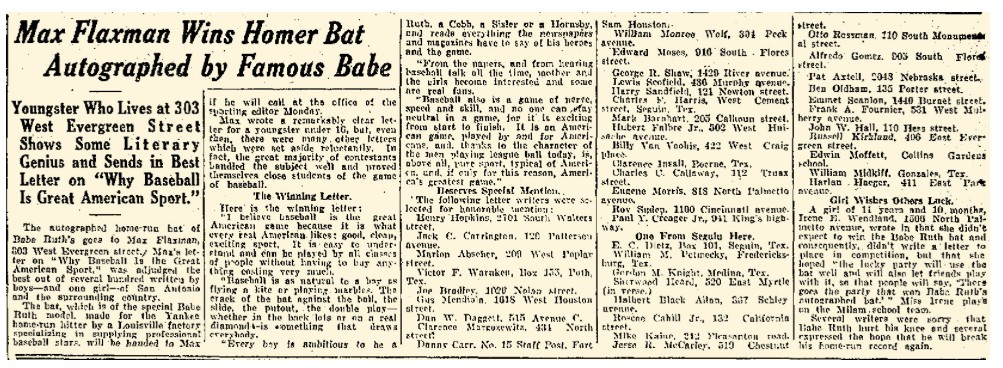 Max Flaxman Wins Homer Bat
Autographed by Famous Babe
Youngster Who Lives at 303
West Evergreen Street
Shows Some Literary
Genius and Sends in Best
Letter on "Why Baseball
Is Great American Sport."
The autographed home-run bat of
Babe Ruth's goes to Max Flaxman,
303 West Evergreen street. Max's let-
ter on "Why Baseball Is the Great
American Sport," was adjudged the
best out of several hundred written by
boys—and one girl—of San Antonio
and the surrounding country.
The bat, which is of the special Babe
Ruth model, made for the Yankee
home-run hitter by a Louisville factory
specializing in supplying professional
baseball stars, will be handed to Max
if he will call at the office of the
sporting editor Monday.
Max wrote a remarkably clear let-
ter for a youngster under 16, but, even
then, there were many other letters
which were set aside reluctantly. In
fact, the great majority of contestants
handled the subject well and proved
themselves close students of the game
of baseball.
The Winning Letter.
Here is the winning letter:
"I believe baseball is the great
American game because it is what
every real American likes: good, clean,
exciting sport. It is easy to under-
stand and can be played by all classes
of people without having to buy any-
thing costing very much.
"Baseball is as natural to a boy as
flying a kite or playing marbles. The
crack of the bat against the ball, the
slide, the putout, the double play—
whether in the back lots or on a real
diamond—is something that draws
everybody.
"Every boy is ambitious to be a
Ruth, a Cobb, a Sisler or a Hornsby,
and reads everything the newspapers
and magazines have to say of his heroes
and the game.
"From the papers, and from hearing
baseball talk all the time, mother and
the girls become interested and some
are real fans.
"Baseball also is a game of nerve,
speed and skill, and no one can stay
neutral in a game, for it is exciting
from start to finish. It is an Ameri-
can game, played by and for Ameri-
cans, and, thanks to the character of
the men playing league ball today, is,
above all, pure sport, typical of Ameri-
can, and, if only for this reason, Ameri-
ca's greatest game."
Deserves Special Mention.
The following letter writers were se-
lected for honorable mention:
Henry Hopkins, 2701 South Walters
street.
Jack C. Carrington, 120 Patterson
avenue.
Marion Abscher, 209 West Poplar
street.
Victor F. Warnken, Box 153, Poth,
Tex.
Joe Bradley, 1020 Nolan street.
Gus Mendiola, 1618 West Houston
street.
Dan W. Daggett, 515 Avenue C.
Clarence Margozewitz, 434 North
street.
Danny Carr, No. 15 Staff Post, Fort
Sam Houston.
William Monroe Wolf, 334 Peck
avenue.
Edward Moses, 916 South Flores
street.
George R. Shaw, 1429 River avenue.
Lewis Scofield, 436 Murphy avenue.
Harry Sandfield, 121 Newton street.
Charles F. Harris, West Cement
street.
Mark Barnhart, 205 Calhoun street.
Hubert Falbre Jr., 502 West Hui-
sache avenue.
Billy Van Voohis, 422 West Craig
place.
Clarence Insall, Boerne, Tex.
Charles C. Callaway, 112 Truax
street.
Eugene Morris, 818 North Palmetto
avenue.
Roy Sipley, 1100 Cincinnati avenue.
Paul Y. Creager Jr., 941 King's high-
way.
One From Seguin Here.
E. C. Dietz, Box 101, Seguin, Tex.
William M. Petmecky, Fredericks-
burg, Tex.
Gordon M. Knight, Medina, Tex.
Sherwood Heard, 520 East Myrtle
(in verse.)
Halbert Black Allan, 337 Schley
avenue.
Roscoe Cahill Jr., 132 California
street.
Mike Kaine, 242 Pleasanton road.
Jesse R. McCarley, 519 Chestnut
street.
Otto Rossman, 110 South Monument
al street.
Alfredo Gomez, 905 South Flores
street.
Pat Axtell, 2048 Nebraska street.
Ben Oldham, 135 Porter street.
Emmet Scanlon, 1440 Burnet street.
Frank A. Fournier, 531 West Mul-
berry avenue.
John W. Hall, 110 Hess street.
Russell Kirkland, 406 East Ever-
green street.
Edwin Moffett, Collins Gardens
school.
William Midkiff, Gonzales, Tex.
Harlan Haeger, 411 East Park
avenue.
Girl Wishes Others Luck.
A girl of 11 years and 10 months,
Irene E. Wendland, 1506 North Pal-
metto avenue, wrote in that she didn't
expect to win the Babe Ruth bat and
consequently, didn't write a letter to
place in competition, but that she
hoped "the lucky party will use the
bat well and will also let friends play
with it, so that people will say, 'There
goes the party that won Babe Ruth's
autographed bat.'" Miss Irene plays
on the Milam school team.
Several writers were sorry that
Babe Ruth hurt his knee and several
expressed the hope that he will break
his home-run record again.